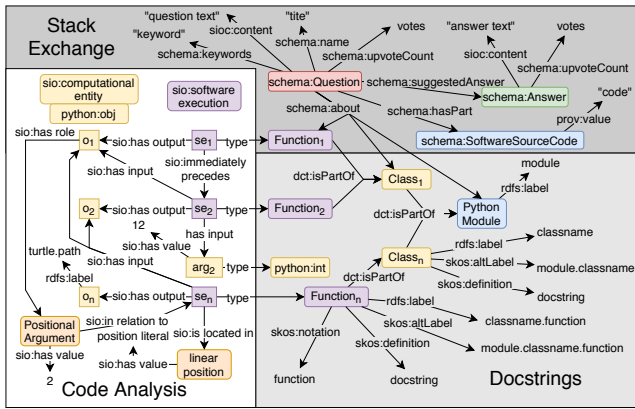 Stack
Exchange
"question text"
"tite"
votes
"answer text"
votes
"keyword"
sioc:content
schema:name
schema:keywords
schema:upvoteCount
sioc:content
schema:upvoteCount
schema:Question
schema:suggestedAnswer
schema:Answer
"code"
schema:about
schema:hasPart
prov:value
schema:SoftwareSourceCode
sio:computational
entity
python:obj
sio:software
execution
sio:has role
o1
sio:has output
se1
type
Function1
sio:has input
sio:immediately
precedes
o2
sio:has output
se2
type
Function2
12
has input
sio:has value
turtle.path
sio:has input
arg2
type
python:int
rdfs:label
on
sio:has output
sen
type
Functionn
Positional
Argument
sio:in relation to
position literal
sio:is located in
sio:has value
sio:has value
linear
position
2
Code Analysis
dct:isPartOf
Class1
module
rdfs:label
Python
Module
dct:isPartOf
Classn
rdfs:label
classname
skos:altLabel
module.classname
skos:definition
docstring
dct:isPartOf
rdfs:label
classname.function
skos:altLabel
module.classname.function
skos:notation
skos:definition
function
docstring
Docstrings